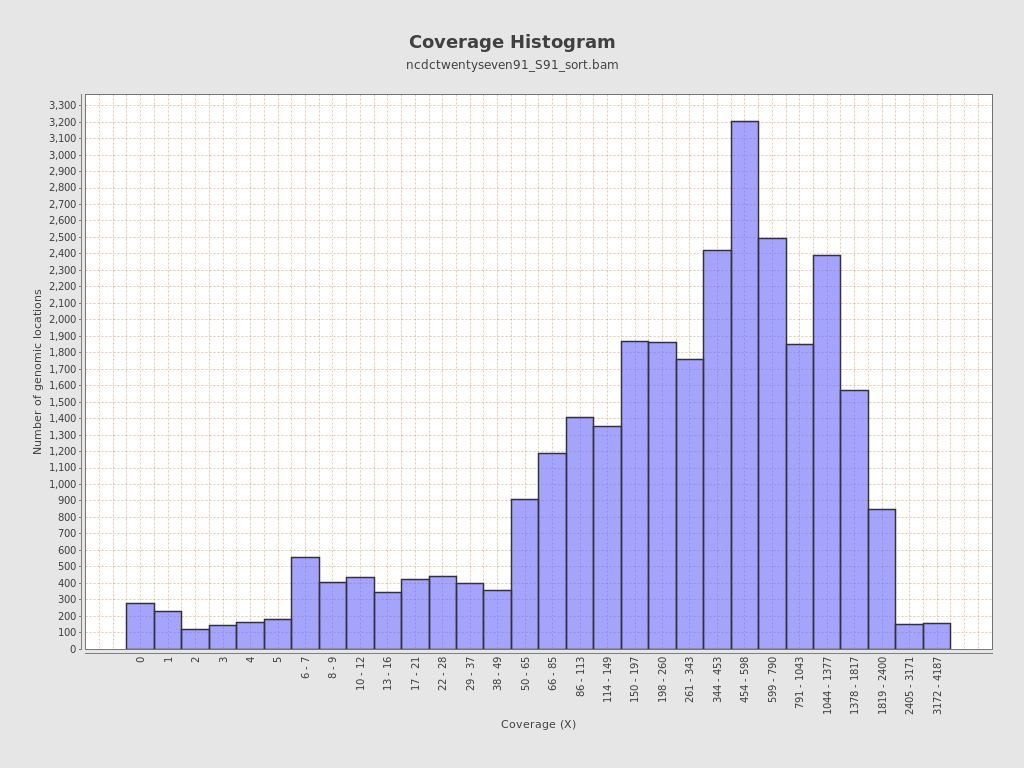 Coverage Histogram
ncdctwentyseven91_S91_sort.bam
Number of genomic locations
3,300
3,200
3,100
3,000
2,900
2,800
2,700
2,600
2,500
2,400
2,300
2,200
2,100
2,000
1,900
1,800
1,700
1,600
1,500
1,400
1,300
1,200
1,100
1,000
900
800
700
600
500
400
300
200
100
0
0
1
2
3
4
5
6 - 7
8 - 9
10 - 12
13 - 16
17 - 21
22 - 28
29 - 37
38 - 49
50 - 65
66 - 85
86 - 113
114 - 149
150 - 197
198 - 260
261 - 343
344 - 453
454 - 598
599 - 790
791 - 1043
1044 - 1377
1378 - 1817
1819 - 2400
2405 - 3171
3172 - 4187
Coverage (X)